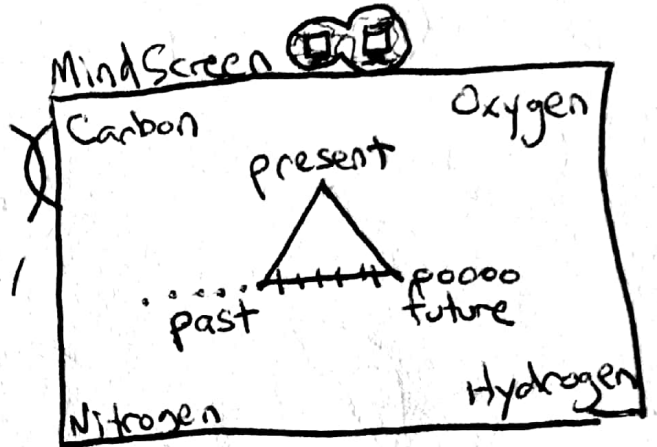 MindScreen
Carbon
Oxygen
present
past
future
Nitrogen
Hydrogen